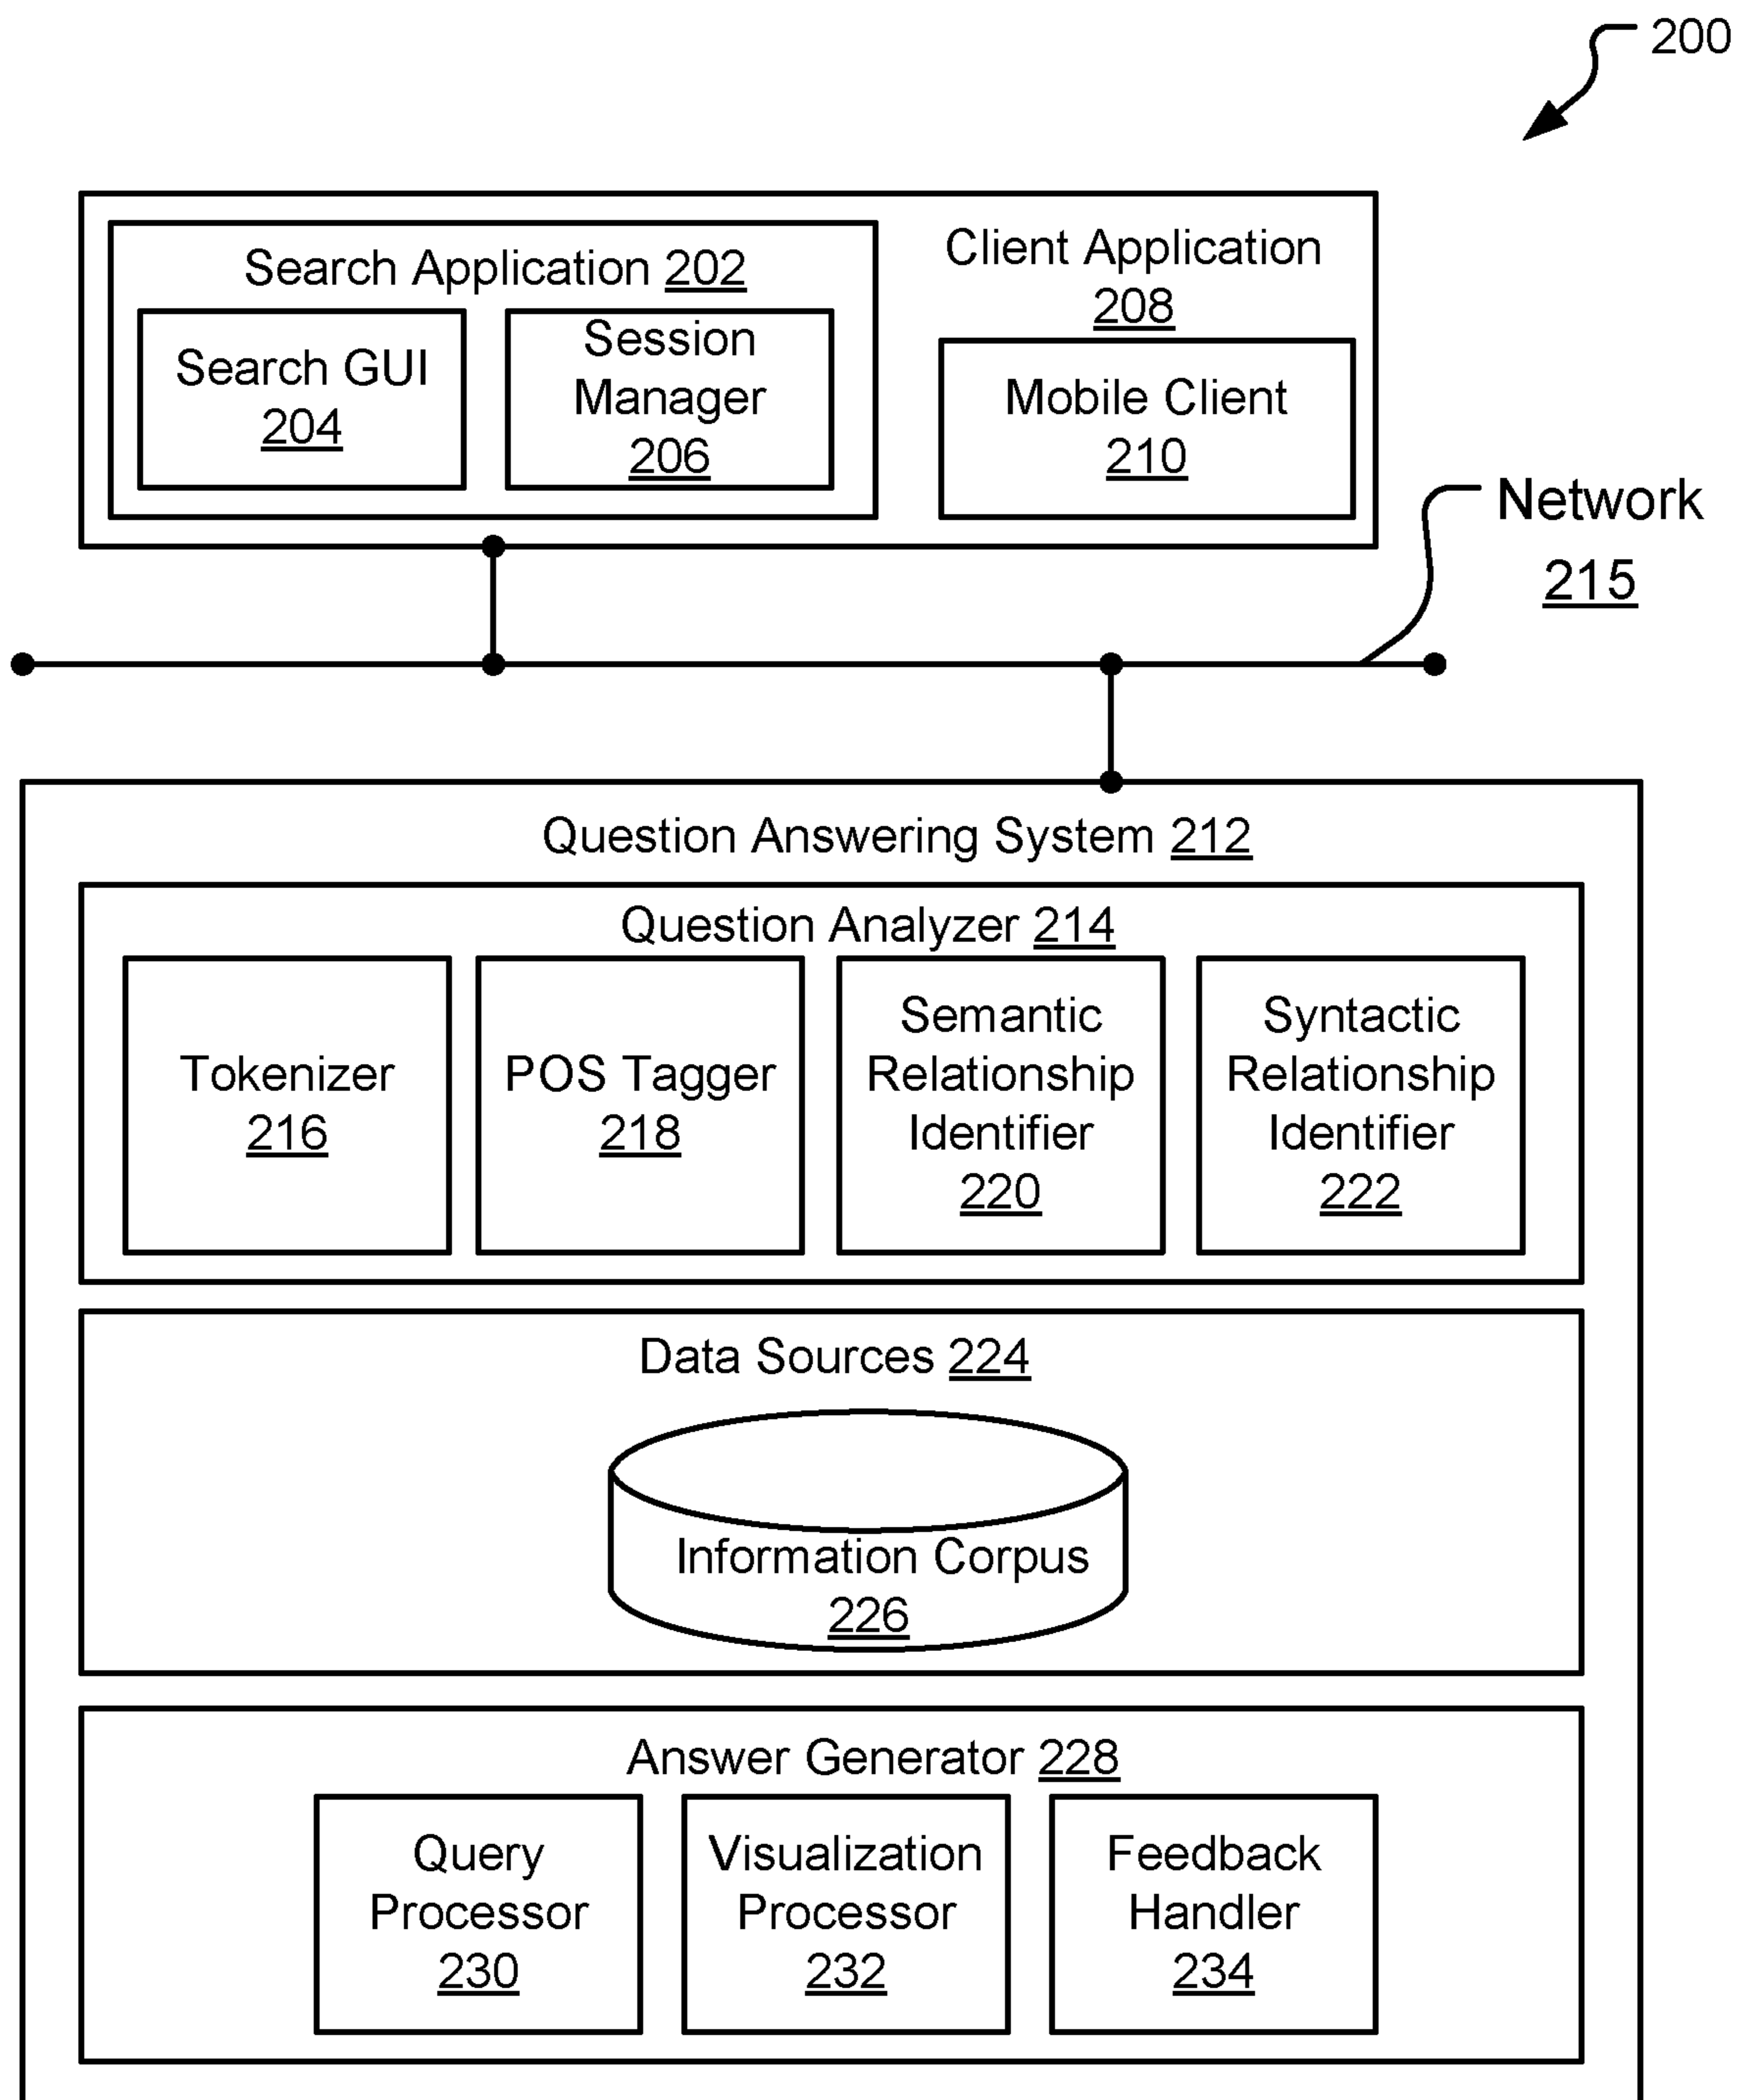 200
Search Application 202
Search GUI
204
Session
Manager
206
Client Application
208
Mobile Client
210
Network
215
Question Answering System 212
Question Analyzer 214
Tokenizer
216
POS Tagger
218
Semantic
Relationship
Identifier
220
Syntactic
Relationship
Identifier
222
Data Sources 224
Information Corpus
226
Answer Generator 228
Query
Processor
230
Visualization
Processor
232
Feedback
Handler
234